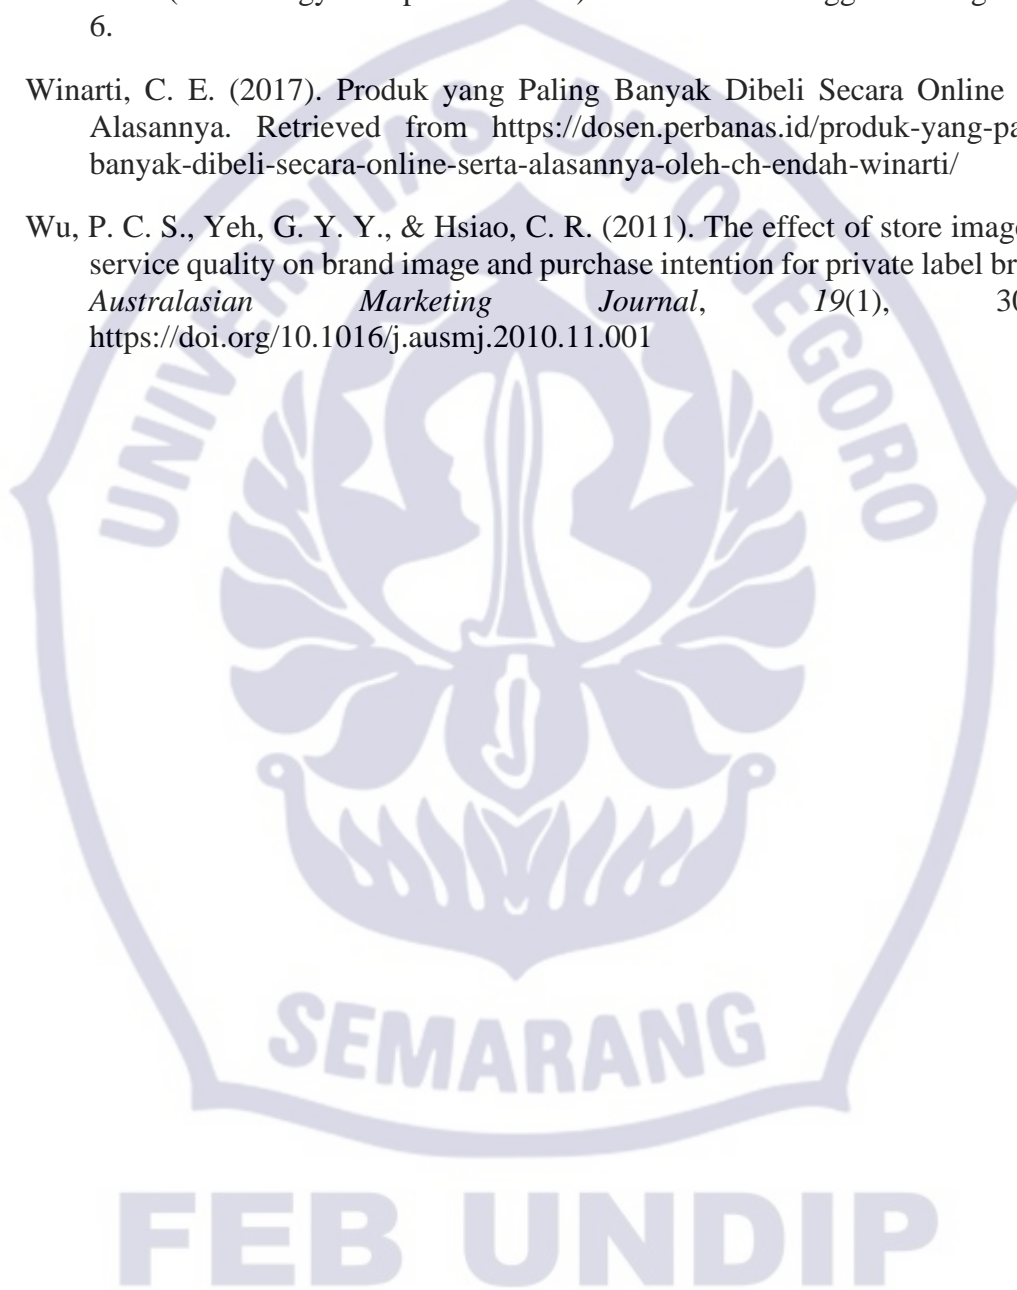 6.
Winarti, C. E. (2017). Produk yang Paling Banyak Dibeli Secara Online
Alasannya. Retrieved from https://dosen.perbanas.id/produk-yang-pa
banyak-dibeli-secara-online-serta-alasannya-oleh-ch-endah-winarti/
Wu, P. C. S., Yeh, G. Y. Y., & Hsiao, C. R. (2011). The effect of store image
service quality on brand image and purchase intention for private label br
Australasian Marketing Journal, 19(1), 30
https://doi.org/10.1016/j.ausmj.2010.11.001
UNIVERSITAS DIPONEGORO
SEMARANG
FEB UNDIP